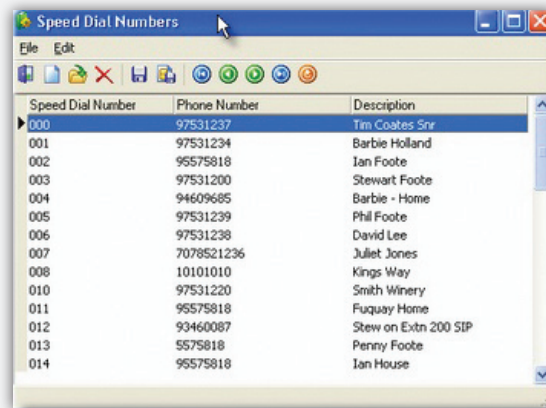 Speed Dial Numbers
File Edit
Speed Dial Number Phone Number Description
000 97531237 Tim Coates Snr
001 97531234 Barbie Holland
002 95575818 Ian Foote
003 97531200 Stewart Foote
004 94609685 Barbie - Home
005 97531239 Phil Foote
006 97531238 David Lee
007 7078521236 Juliet Jones
008 10101010 Kings Way
010 97531220 Smith Winery
011 95575818 Fuquay Home
012 93460087 Stew on Extn 200 SIP
013 5575818 Penny Foote
014 95575818 Ian House